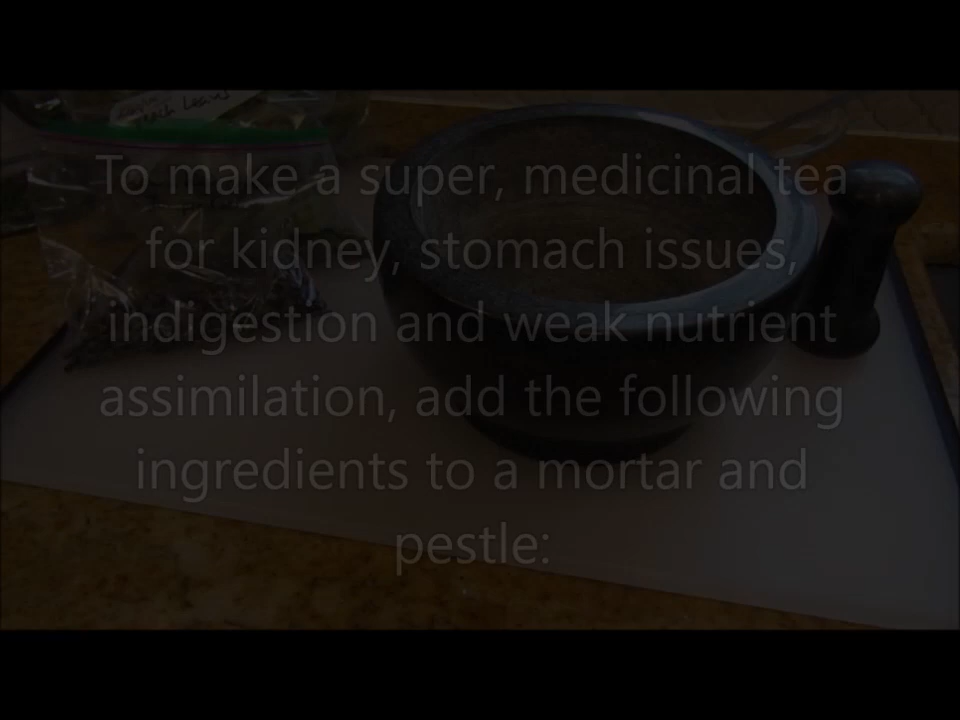 To make a super, medicinal tea
for kidney, stomach issues,
indigestion and weak nutrient
assimilation, add the following
ingredients to a mortar and
pestle:
Leaves